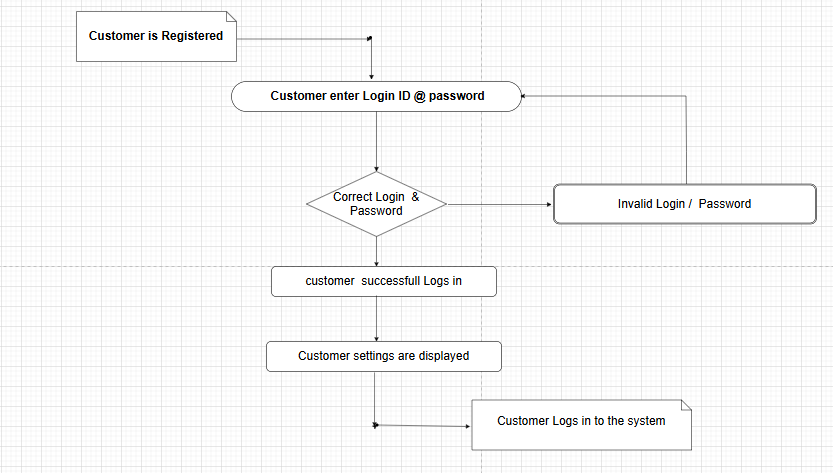 Customer is Registered
Customer enter Login ID @ password
Correct Login &
Password
Invalid Login / Password
customer successfull Logs in
Customer settings are displayed
Customer Logs in to the system